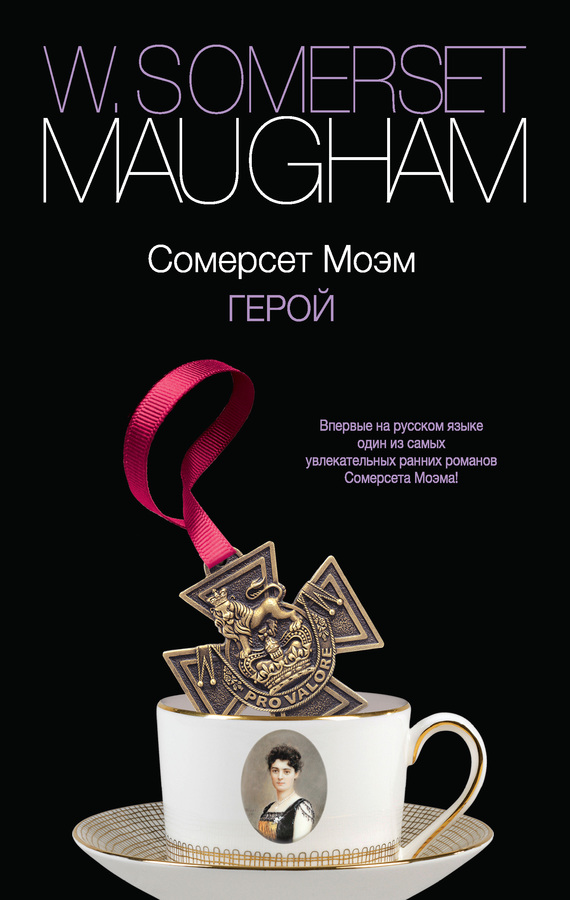 W. SOMERSET
MAUGHAM
Сомерсет Моэм
ГЕРОЙ
Впервые на русском языке
один из самых
увлекательных ранних романов
Сомерсета Моэма!
PRO VALORE